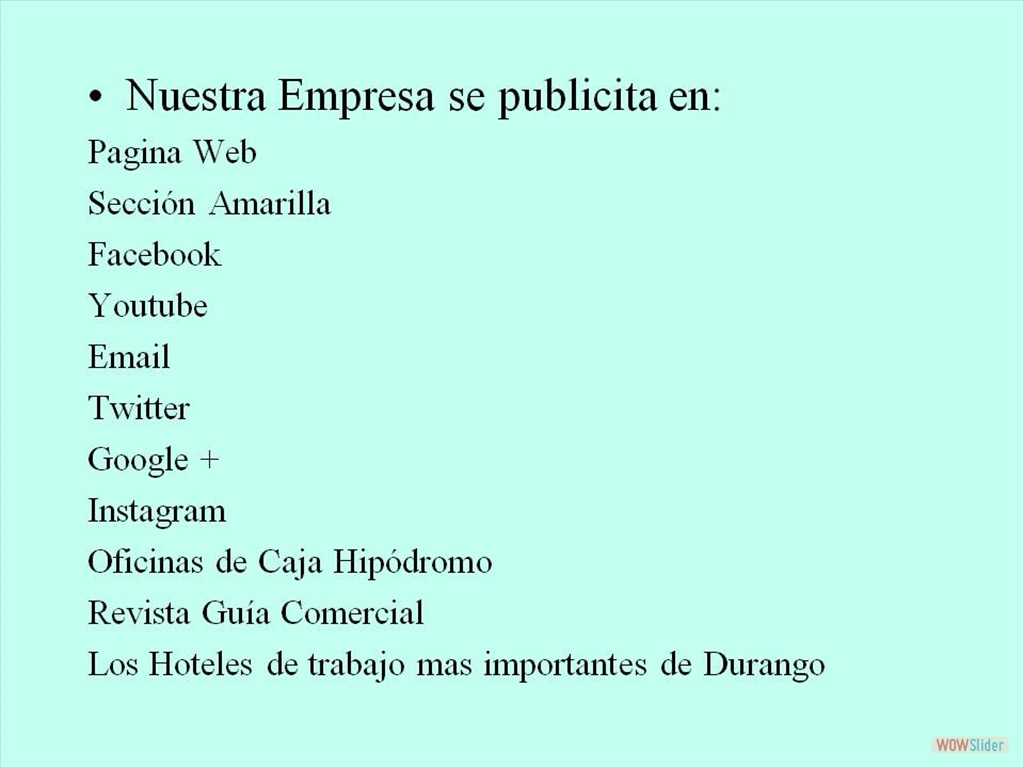 • Nuestra Empresa se publicita en:
Pagina Web
Sección Amarilla
Facebook
Youtube
Email
Twitter
Google +
Instagram
Oficinas de Caja Hipódromo
Revista Guía Comercial
Los Hoteles de trabajo mas importantes de Durango
WOWSlider